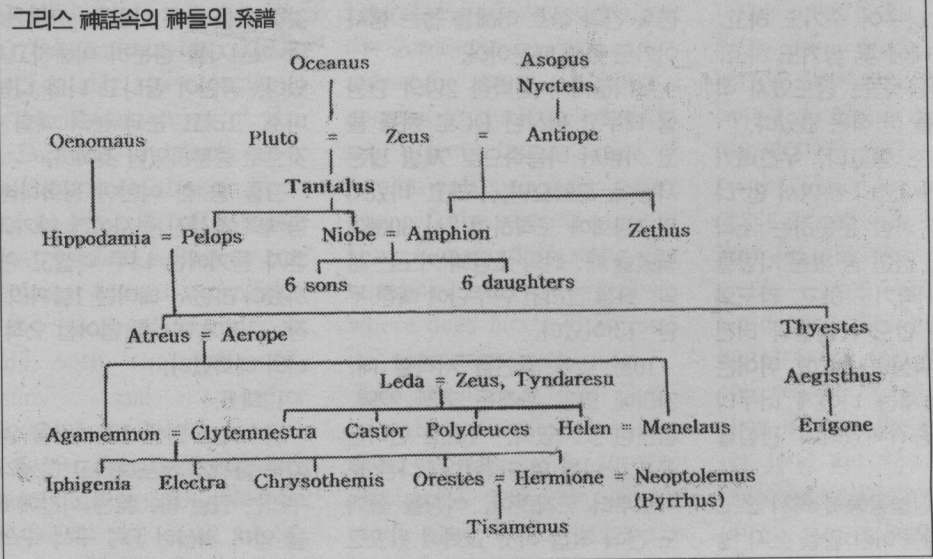 그리스 神話속의 神들의 系譜
Oceanus Asopus
Nycteus
Oenomaus Pluto = Zeus = Antiope
Tantalus
Hippodamia = Pelops Niobe = Amphion Zethus
6 sons 6 daughters
Atreus = Aerope Thyestes
Leda = Zeus, Tyndaresu Aegisthus
Agamemnon = Clytemnestra Castor Polydeuces Helen = Menelaus Erigone
Iphigenia Electra Chrysothemis Orestes = Hermione = Neoptolemus
(Pyrrhus)
Tisamenus